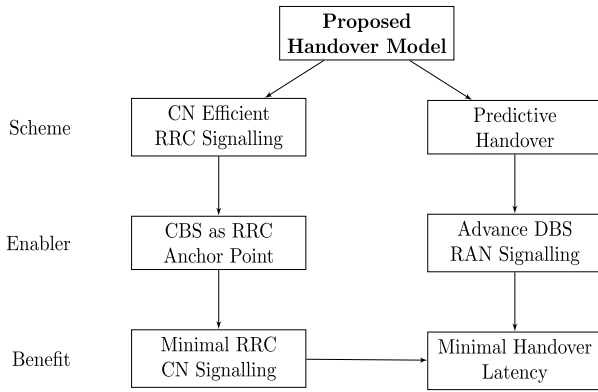 Proposed
Handover Model
Scheme
CN Efficient
RRC Signalling
Predictive
Handover
Enabler
CBS as RRC
Anchor Point
Advance DBS
RAN Signalling
Benefit
Minimal RRC
CN Signalling
Minimal Handover
Latency